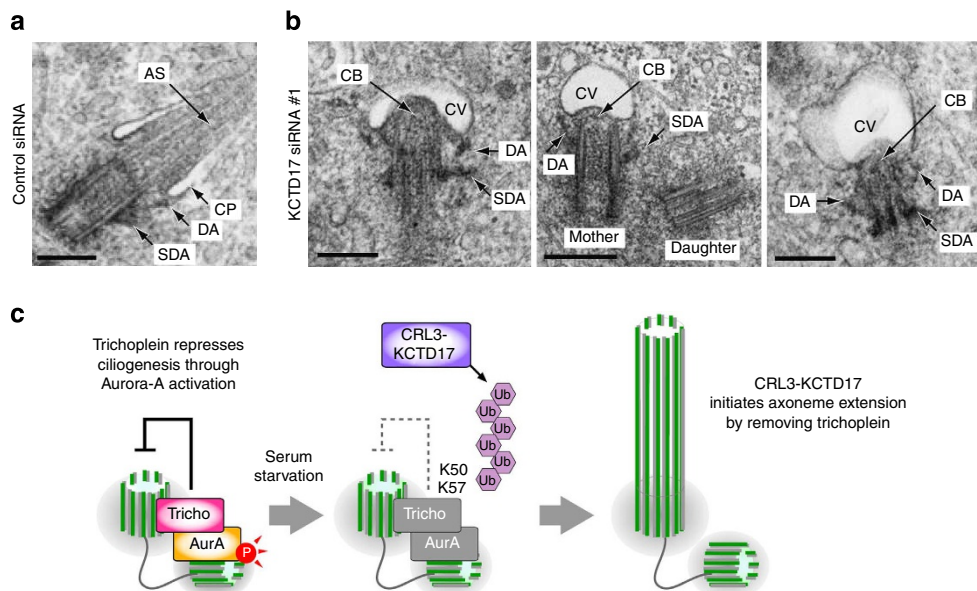 a
Control siRNA
AS
CP
DA
SDA
b
KCTD17 siRNA #1
CB
CV
DA
SDA
CB
CV
SDA
DA
Mother
Daughter
CB
CV
DA
DA
SDA
c
Trichoplein represses
ciliogenesis through
Aurora-A activation
Tricho
AurA
P
Serum
starvation
CRL3-
KCTD17
Ub
Ub
Ub
Ub
Ub
Ub
K50
K57
Tricho
AurA
CRL3-KCTD17
initiates axoneme extension
by removing trichoplein